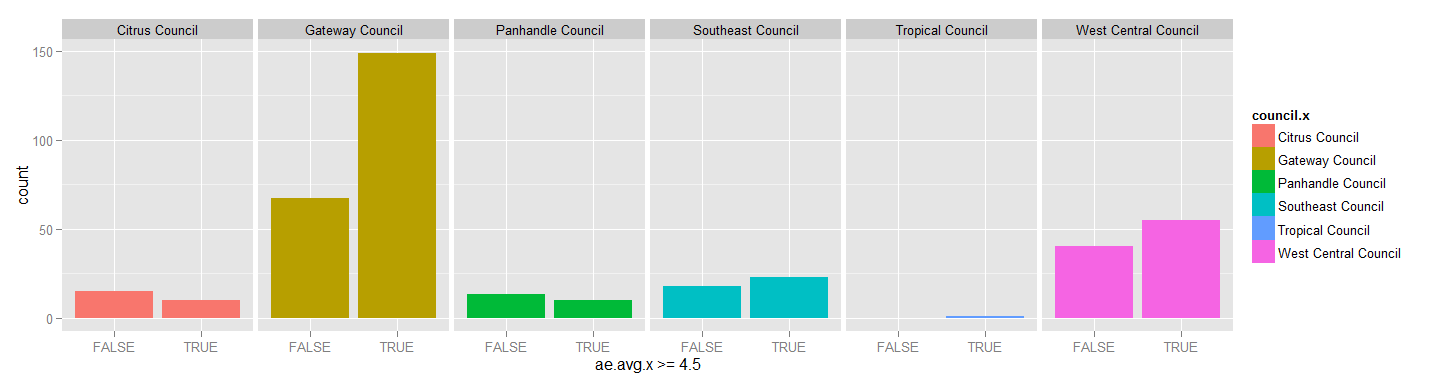 Citrus Council Gateway Council Panhandle Council Southeast Council Tropical Council West Central Council
150
100
50
0
count
FALSE TRUE FALSE TRUE FALSE TRUE FALSE TRUE FALSE TRUE FALSE TRUE
ae.avg.x >= 4.5
council.x
Citrus Council
Gateway Council
Panhandle Council
Southeast Council
Tropical Council
West Central Council